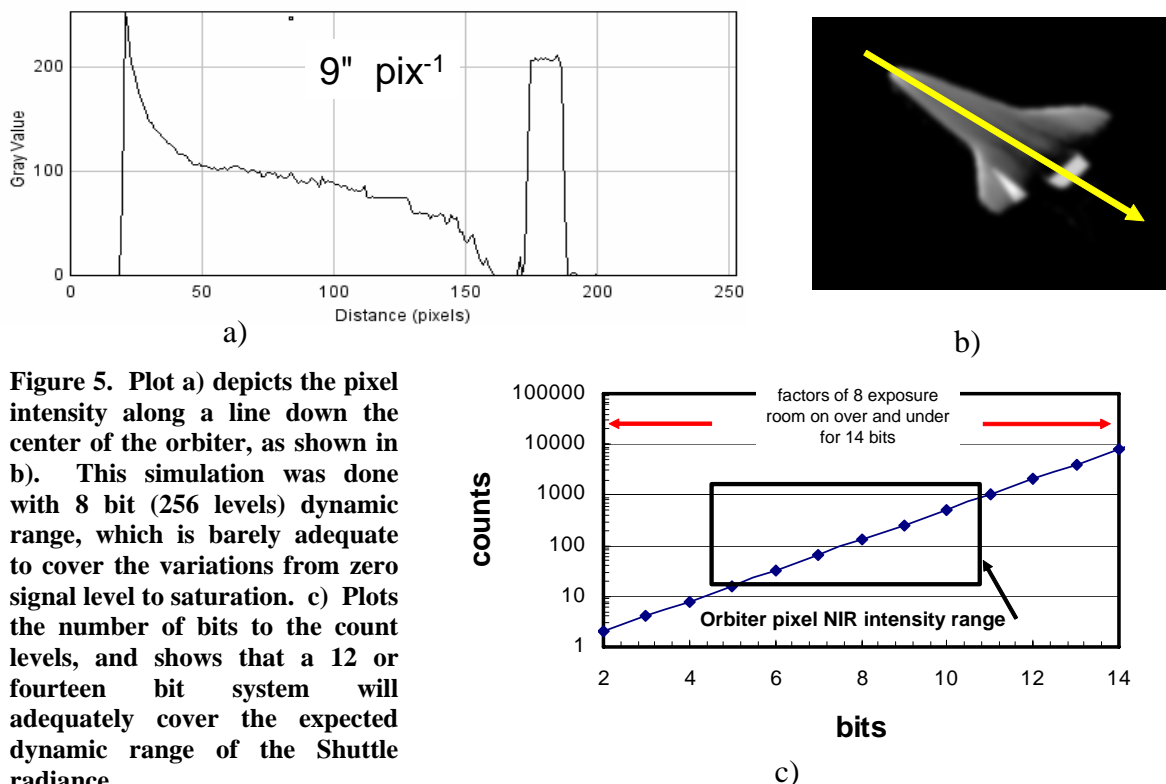 200
100
0
Gray Value
9" pix-1
0 50 100 150 200 250
Distance (pixels)
a)
b)
Figure 5. Plot a) depicts the pixel
intensity along a line down the
center of the orbiter, as shown in
b). This simulation was done
with 8 bit (256 levels) dynamic
range, which is barely adequate
to cover the variations from zero
signal level to saturation. c) Plots
the number of bits to the count
levels, and shows that a 12 or
fourteen bit system will
adequately cover the expected
dynamic range of the Shuttle
radiance
100000
10000
1000
100
10
1
counts
factors of 8 exposure
room on over and under
for 14 bits
Orbiter pixel NIR intensity range
2 4 6 8 10 12 14
bits
c)